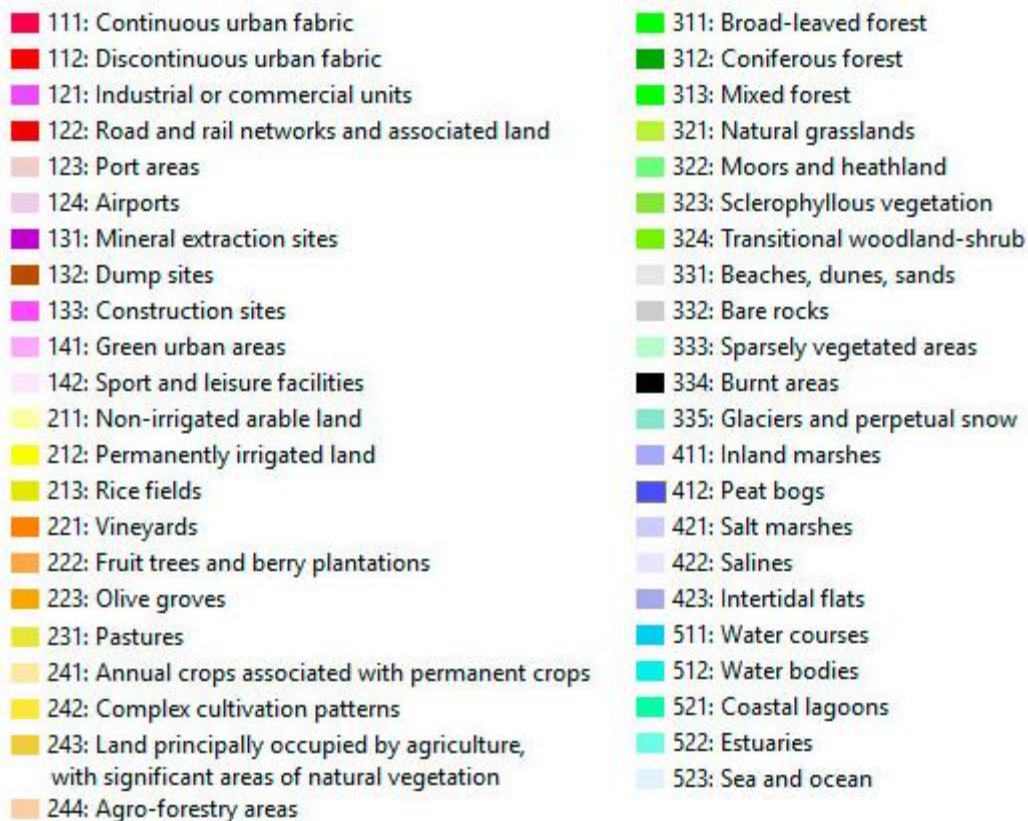 111: Continuous urban fabric
112: Discontinuous urban fabric
121: Industrial or commercial units
122: Road and rail networks and associated land
123: Port areas
124: Airports
131: Mineral extraction sites
132: Dump sites
133: Construction sites
141: Green urban areas
142: Sport and leisure facilities
211: Non-irrigated arable land
212: Permanently irrigated land
213: Rice fields
221: Vineyards
222: Fruit trees and berry plantations
223: Olive groves
231: Pastures
241: Annual crops associated with permanent crops
242: Complex cultivation patterns
243: Land principally occupied by agriculture,
with significant areas of natural vegetation
244: Agro-forestry areas
311: Broad-leaved forest
312: Coniferous forest
313: Mixed forest
321: Natural grasslands
322: Moors and heathland
323: Sclerophyllous vegetation
324: Transitional woodland-shrub
331: Beaches, dunes, sands
332: Bare rocks
333: Sparsely vegetated areas
334: Burnt areas
335: Glaciers and perpetual snow
411: Inland marshes
412: Peat bogs
421: Salt marshes
422: Salines
423: Intertidal flats
511: Water courses
512: Water bodies
521: Coastal lagoons
522: Estuaries
523: Sea and ocean